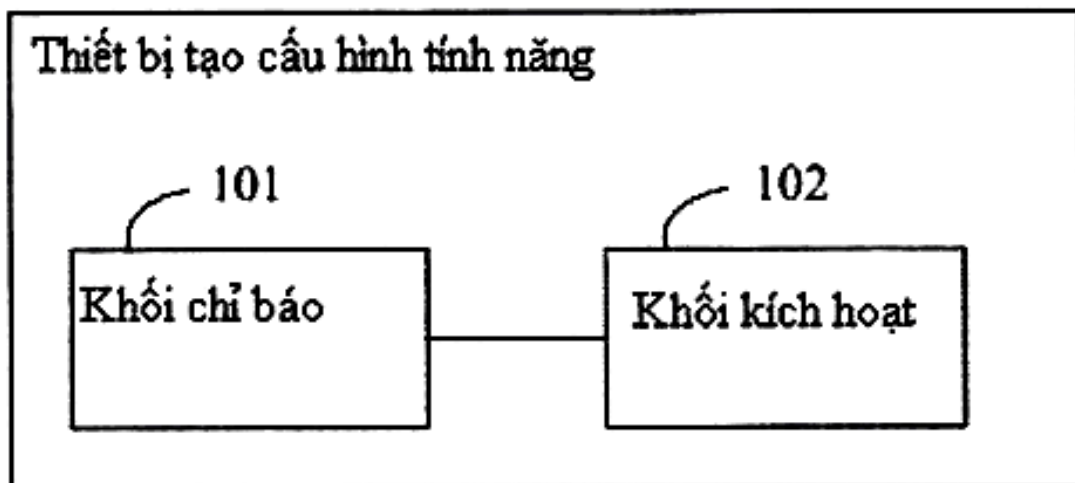 Thiết bị tạo cấu hình tính năng
101
102
Khối chỉ báo
Khối kích hoạt